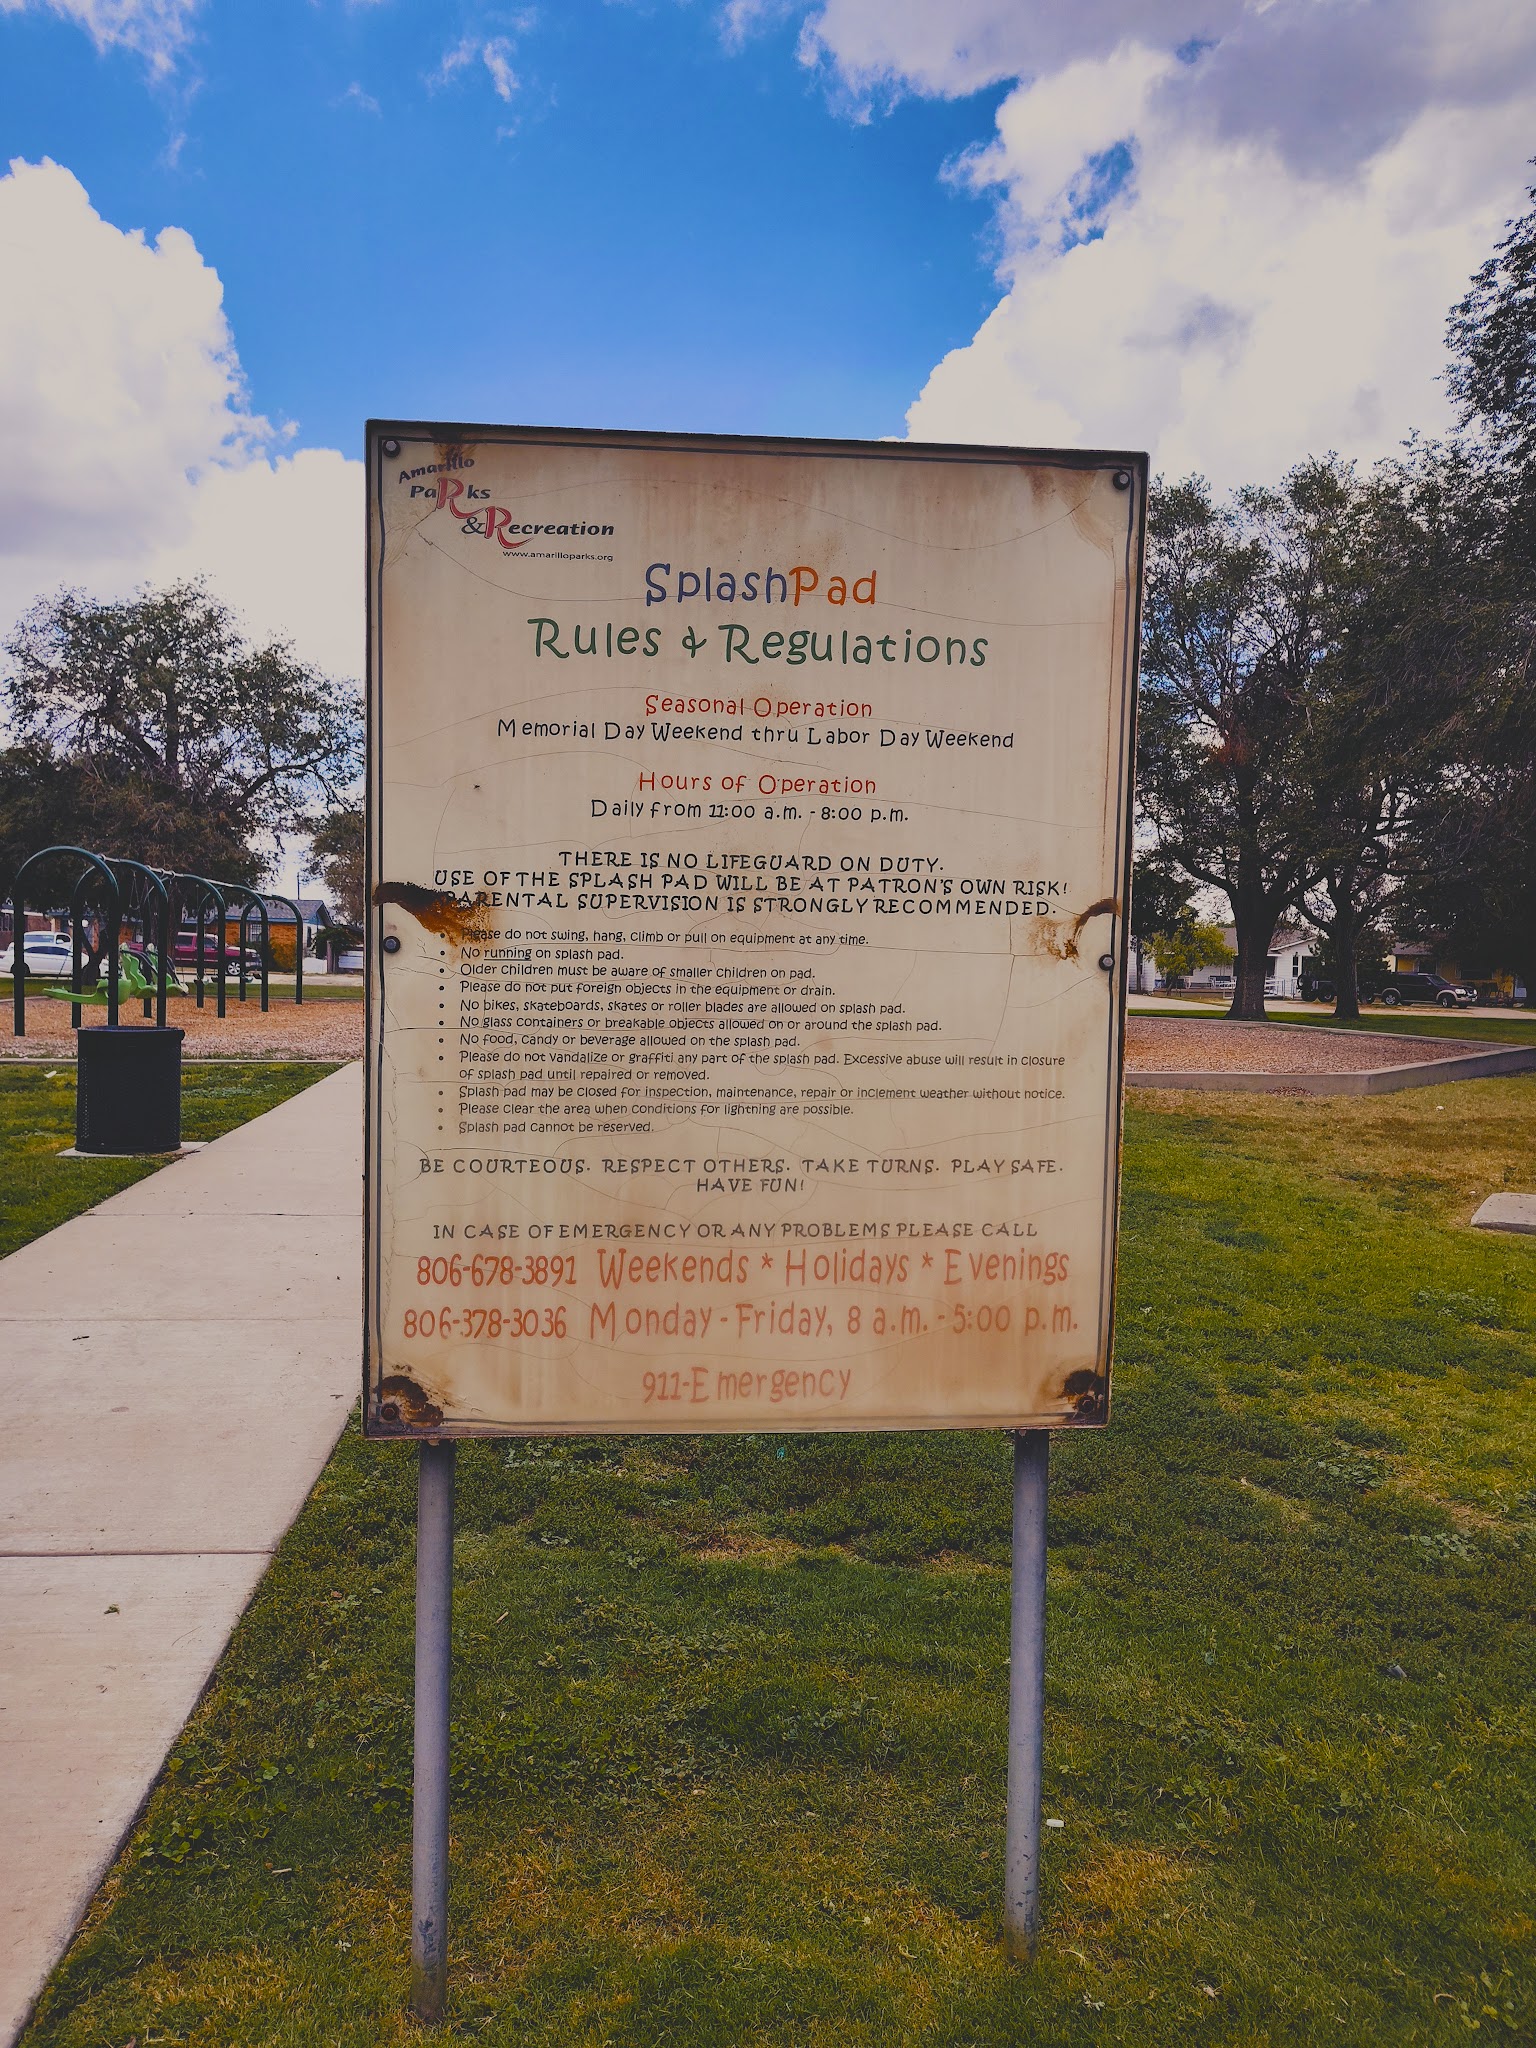 Amarillo
PaRks
&Recreation
www.amarilloparks.org
SplashPad
Rules & Regulations
Seasonal Operation
Memorial Day Weekend thru Labor Day Weekend
Hours of Operation
Daily from 11:00 a.m. - 8:00 p.m.
THERE IS NO LIFEGUARD ON DUTY.
USE OF THE SPLASH PAD WILL BE AT PATRON'S OWN RISK!
PARENTAL SUPERVISION IS STRONGLY RECOMMENDED.
• Please do not swing, hang, climb or pull on equipment at any time.
• No running on splash pad.
• Older children must be aware of smaller children on pad.
• Please do not put foreign objects in the equipment or drain.
• No bikes, skateboards, skates or roller blades are allowed on splash pad.
• No glass containers or breakable objects allowed on or around the splash pad.
• No food, candy or beverage allowed on the splash pad.
• Please do not vandalize or graffiti any part of the splash pad. Excessive abuse will result in closure
of splash pad until repaired or removed.
• Splash pad may be closed for inspection, maintenance, repair or inclement weather without notice.
• Please clear the area when conditions for lightning are possible.
• Splash pad cannot be reserved.
BE COURTEOUS. RESPECT OTHERS. TAKE TURNS. PLAY SAFE.
HAVE FUN!
IN CASE OF EMERGENCY OR ANY PROBLEMS PLEASE CALL
806-678-3891 Weekends * Holidays * Evenings
806-378-3036 Monday - Friday, 8 a.m. - 5:00 p.m.
911-Emergency